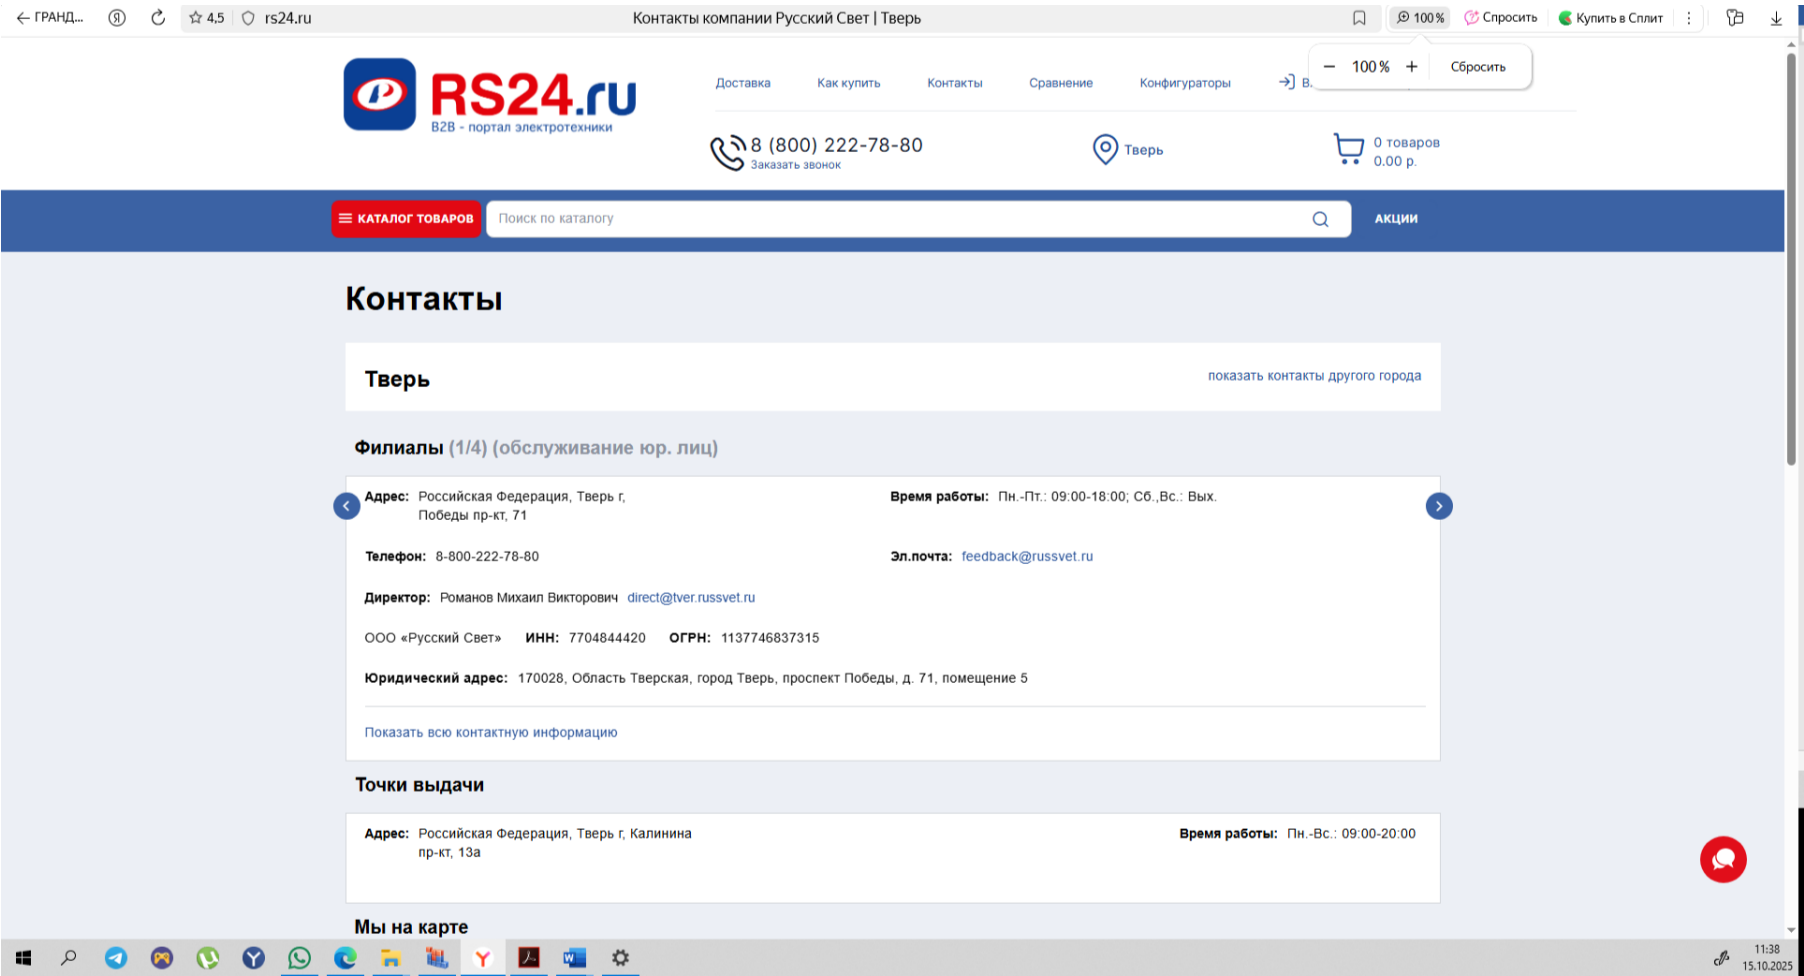 ГРАНД...
4,5
rs24.ru
Контакты компании Русский Свет | Тверь
100 %
Спросить
Купить в Сплит
100 %
Сбросить
RS24.ru
B2B - портал электротехники
Доставка
Как купить
Контакты
Сравнение
Конфигураторы
8 (800) 222-78-80
Заказать звонок
Тверь
0 товаров
0.00 р.
КАТАЛОГ ТОВАРОВ
Поиск по каталогу
АКЦИИ
Контакты
Тверь
показать контакты другого города
Филиалы (1/4) (обслуживание юр. лиц)
Адрес: Российская Федерация, Тверь г,
Победы пр-кт, 71
Время работы: Пн.-Пт.: 09:00-18:00; Сб.,Вс.: Вых.
Телефон: 8-800-222-78-80
Эл.почта: feedback@russvet.ru
Директор: Романов Михаил Викторович direct@tver.russvet.ru
ООО «Русский Свет» ИНН: 7704844420 ОГРН: 1137746837315
Юридический адрес: 170028, Область Тверская, город Тверь, проспект Победы, д. 71, помещение 5
Показать всю контактную информацию
Точки выдачи
Адрес: Российская Федерация, Тверь г, Калинина
пр-кт, 13а
Время работы: Пн.-Вс.: 09:00-20:00
Мы на карте
11:38
15.10.2025